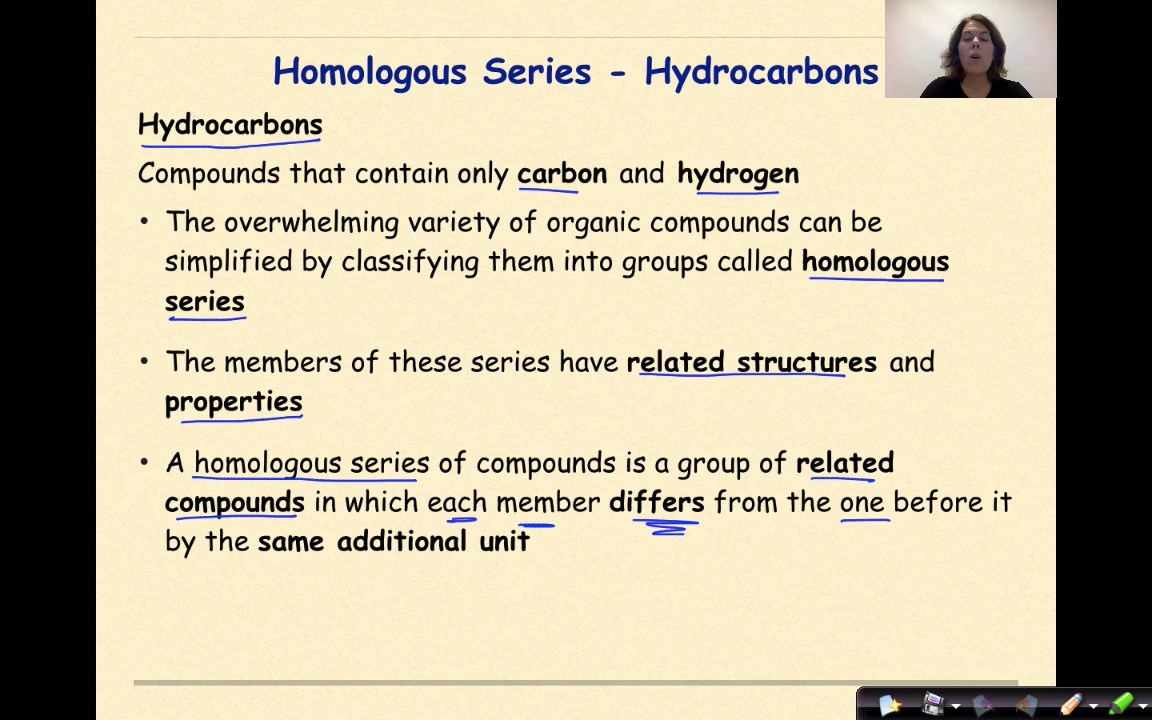 Homologous Series - Hydrocarbons
Hydrocarbons
Compounds that contain only carbon and hydrogen
• The overwhelming variety of organic compounds can be
simplified by classifying them into groups called homologous
series
• The members of these series have related structures and
properties
• A homologous series of compounds is a group of related
compounds in which each member differs from the one before it
by the same additional unit